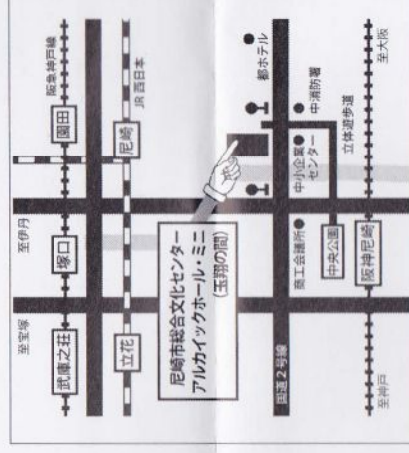 至宝塚
至伊丹
阪急神戸線
武庫之荘
塚口
園田
立花
尼崎
JR西日本
尼崎市総合文化センター
アルカイックホール・ミニ
(玉翔の間)
都ホテル
国道2号線
商工会議所
中小企業
センター
中消防署
中央公園
立体遊歩道
至神戸
阪神尼崎
至大阪